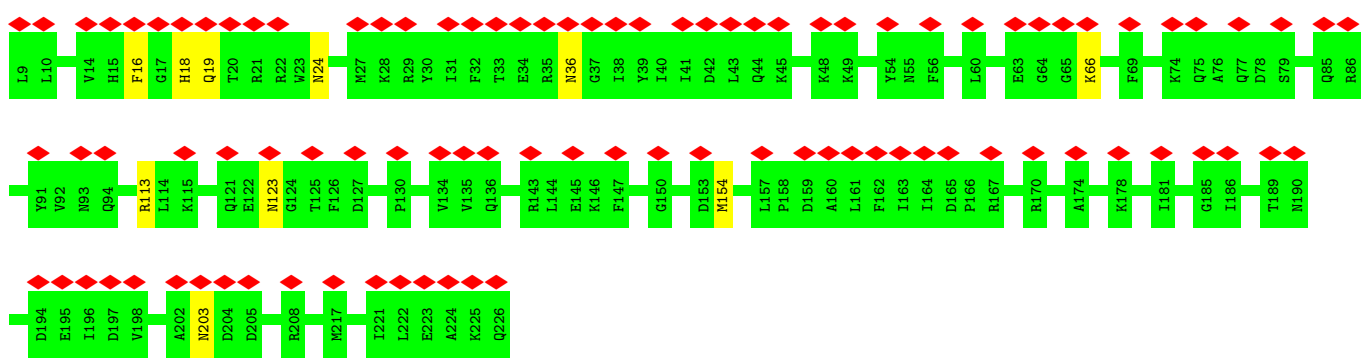 L9 L10 V14 H15 F16 G17 H18 Q19 T20 R21 R22 W23 N24 M27 K28 R29 Y30 I31 F32 T33 E34 R35 N36 G37 I38 Y39 I40 I41 D42 L43 Q44 K45 K48 K49 Y54 N55 F56 L60 E63 G64 G65 K66 F69 K74 Q75 A76 Q77 D78 S79 Q85 R86
Y91 V92 N93 Q94 R113 L114 K115 Q121 E122 N123 G124 T125 F126 D127 P130 V134 V135 Q136 R143 L144 E145 K146 F147 G150 D153 M154 L157 P158 D159 A160 L161 F162 I163 I164 D165 P166 R167 R170 A174 K178 I181 G185 I186 T189 N190
D194 E195 I196 D197 V198 A202 N203 D204 D205 R208 M217 I221 L222 E223 A224 K225 Q226